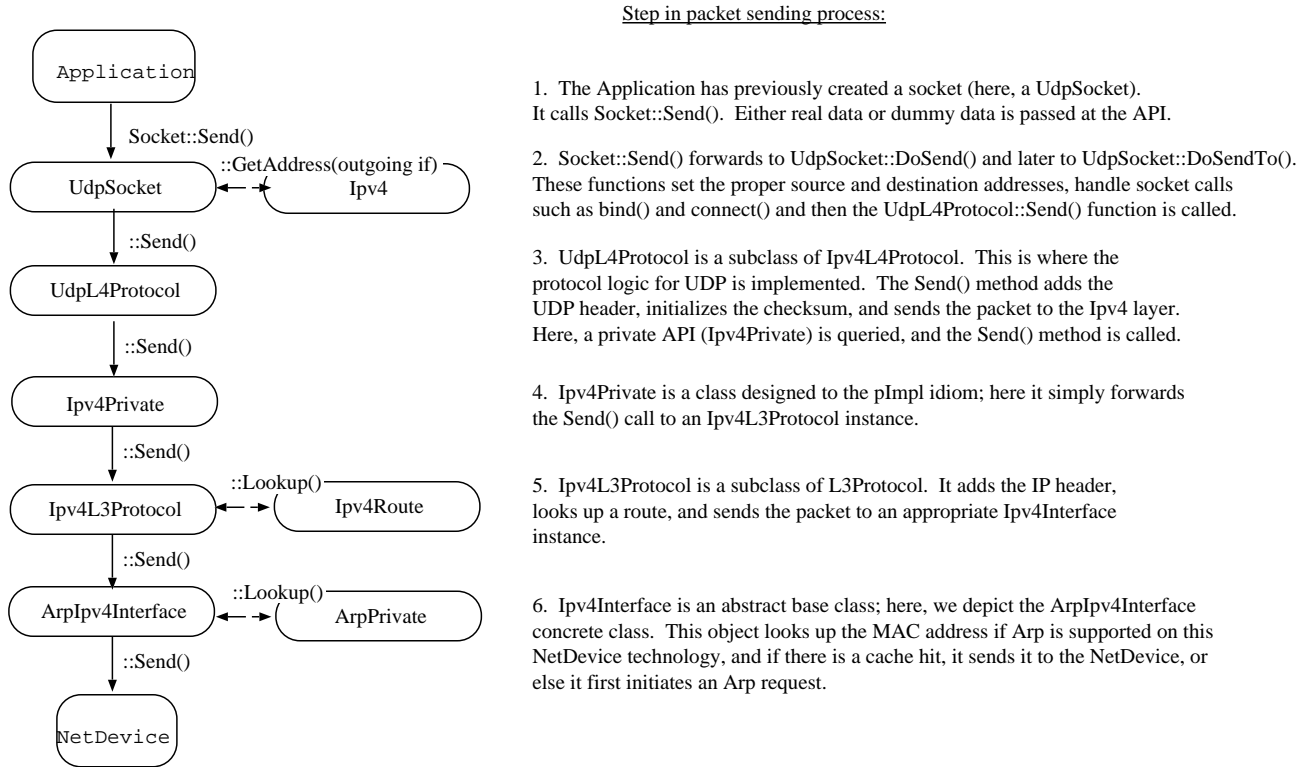 Step in packet sending process:
Application
Socket::Send()
::GetAddress(outgoing if)
UdpSocket
Ipv4
::Send()
UdpL4Protocol
::Send()
Ipv4Private
::Send()
::Lookup()
Ipv4L3Protocol
Ipv4Route
::Send()
::Lookup()
ArpIpv4Interface
ArpPrivate
::Send()
NetDevice
1. The Application has previously created a socket (here, a UdpSocket).
It calls Socket::Send(). Either real data or dummy data is passed at the API.
2. Socket::Send() forwards to UdpSocket::DoSend() and later to UdpSocket::DoSendTo().
These functions set the proper source and destination addresses, handle socket calls
such as bind() and connect() and then the UdpL4Protocol::Send() function is called.
3. UdpL4Protocol is a subclass of Ipv4L4Protocol. This is where the
protocol logic for UDP is implemented. The Send() method adds the
UDP header, initializes the checksum, and sends the packet to the Ipv4 layer.
Here, a private API (Ipv4Private) is queried, and the Send() method is called.
4. Ipv4Private is a class designed to the pImpl idiom; here it simply forwards
the Send() call to an Ipv4L3Protocol instance.
5. Ipv4L3Protocol is a subclass of L3Protocol. It adds the IP header,
looks up a route, and sends the packet to an appropriate Ipv4Interface
instance.
6. Ipv4Interface is an abstract base class; here, we depict the ArpIpv4Interface
concrete class. This object looks up the MAC address if Arp is supported on this
NetDevice technology, and if there is a cache hit, it sends it to the NetDevice, or
else it first initiates an Arp request.